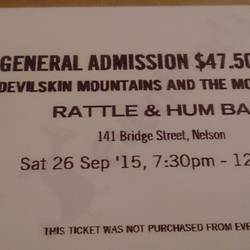 GENERAL ADMISSION $47.50
DEVILSKIN MOUNTAINS AND THE MO
RATTLE & HUM BA
141 Bridge Street, Nelson
Sat 26 Sep '15, 7:30pm - 12
THIS TICKET WAS NOT PURCHASED FROM EVE